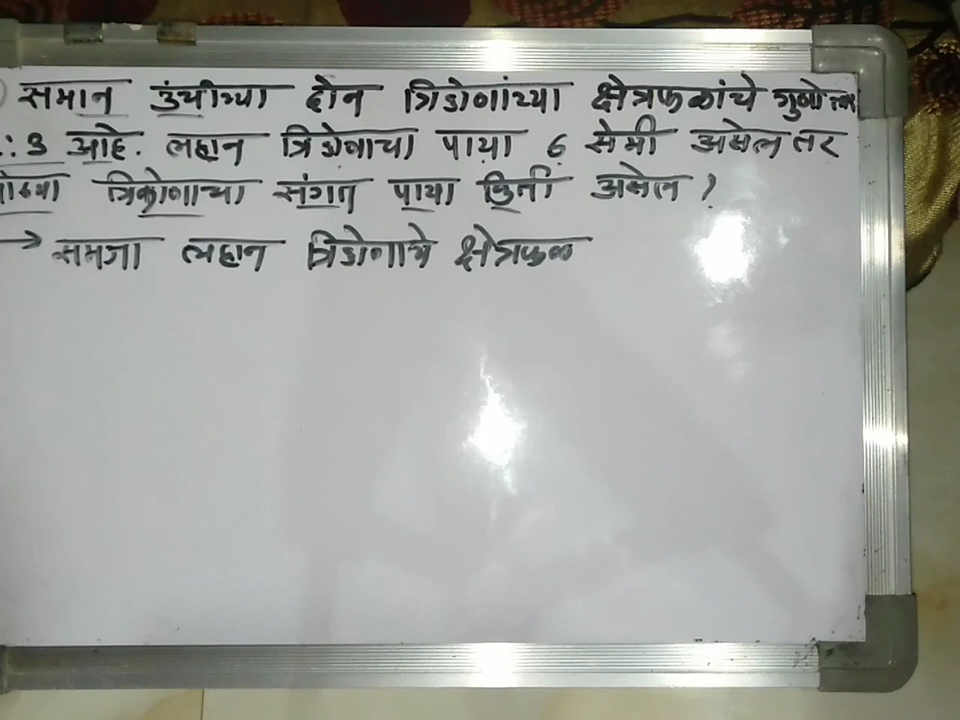 समान उंचीच्या दोन त्रिकोणांच्या क्षेत्रफळांचे गुणोत्तर
: 3 आहे. लहान त्रिकोणाचा पाया 6 सेमी असेल तर
मोठ्या त्रिकोणाचा संगत पाया किती असेल ?
→ समजा लहान त्रिकोणाचे क्षेत्रफळ